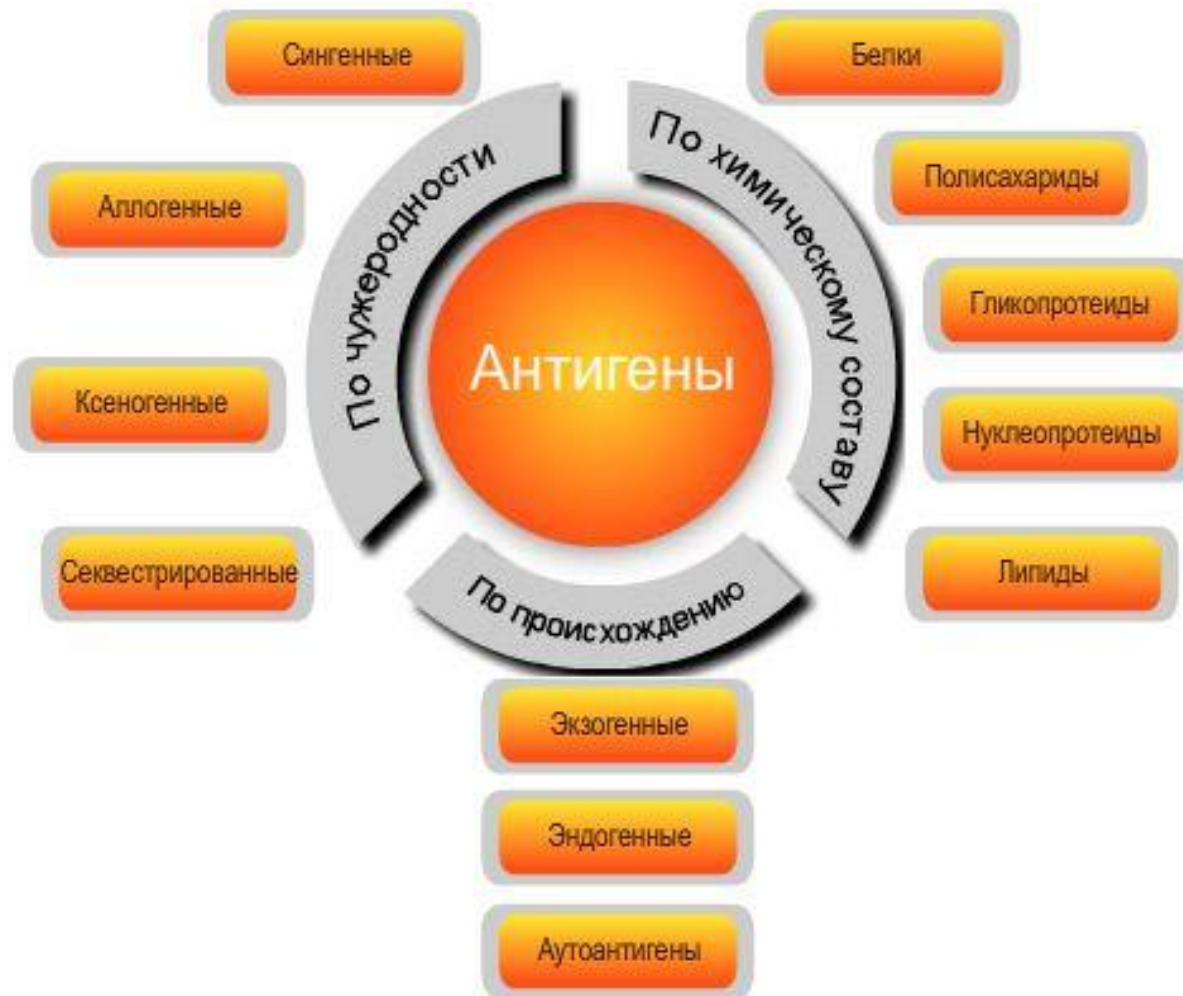 Антигены
По чужеродности
Сингенные
Аллогенные
Ксеногенные
Секвестрированные
По химическому составу
Белки
Полисахариды
Гликопротеиды
Нуклеопротеиды
Липиды
По происхождению
Экзогенные
Эндогенные
Аутоантигены